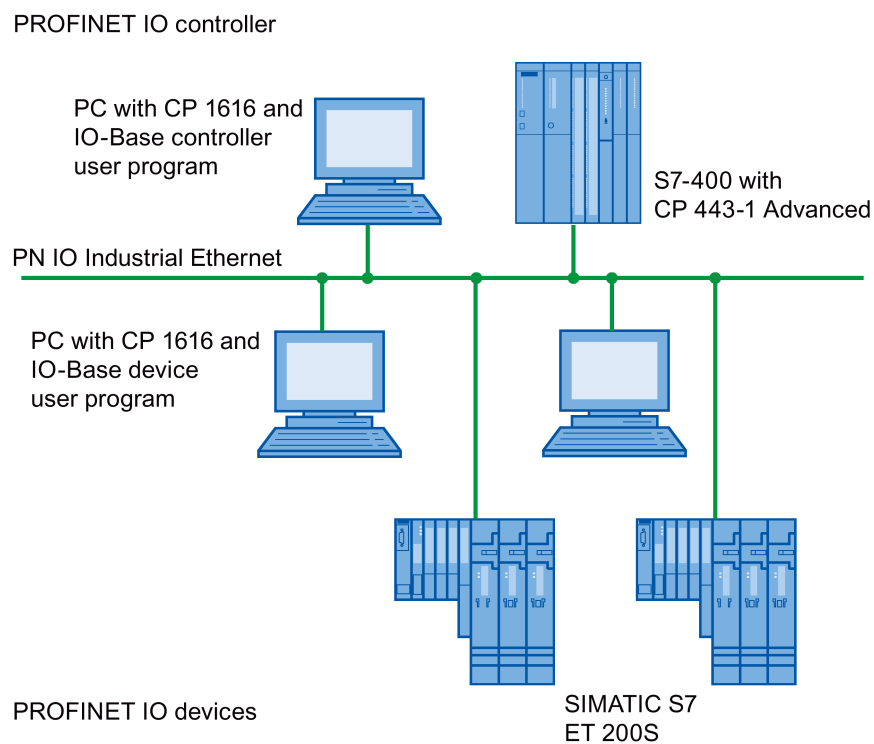 PROFINET IO controller
PC with CP 1616 and
IO-Base controller
user program
S7-400 with
CP 443-1 Advanced
PN IO Industrial Ethernet
PC with CP 1616 and
IO-Base device
user program
SIMATIC S7
ET 200S
PROFINET IO devices